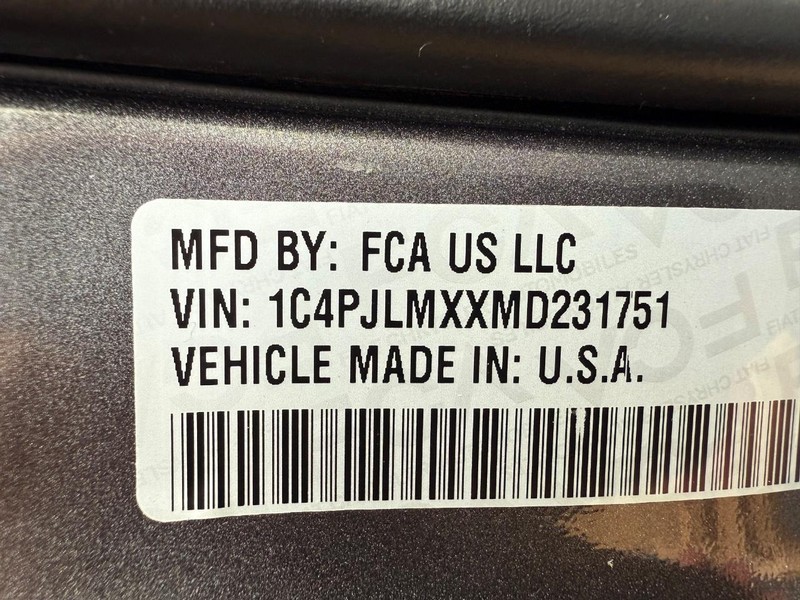 MFD BY: FCA US LLC
VIN: 1C4PJLMXXMD231751
VEHICLE MADE IN: U.S.A.